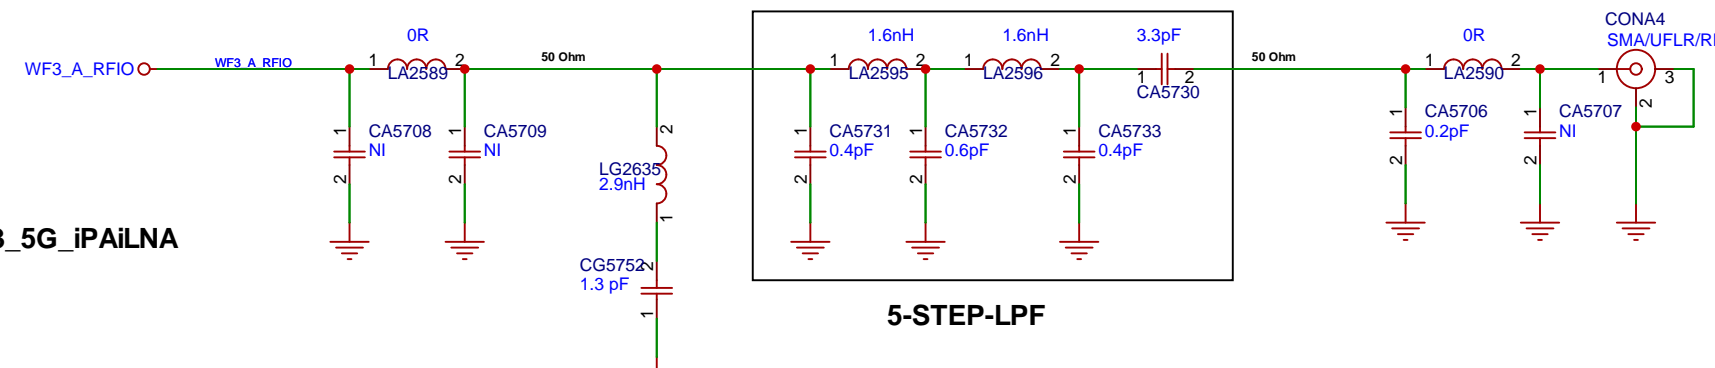 CONA4
0R
1.6nH
1.6nH
3.3pF
0R
SMA/UFLR/RI
WF3_A_RFIO
WF3_A_RFIO
1
2
50 Ohm
1
2
1
2
50 Ohm
1
2
LA2589
LA2595
LA2596
1
2
CA5730
LA2590
1
3
2
1
CA5708
NI
2
1
CA5709
NI
2
2
LG2635
2.9nH
1
1
CA5731
0.4pF
2
1
CA5732
0.6pF
2
1
CA5733
0.4pF
2
1
CA5706
0.2pF
2
1
CA5707
NI
2
_5G_iPAiLNA
CG5752
2
1.3 pF
1
5-STEP-LPF